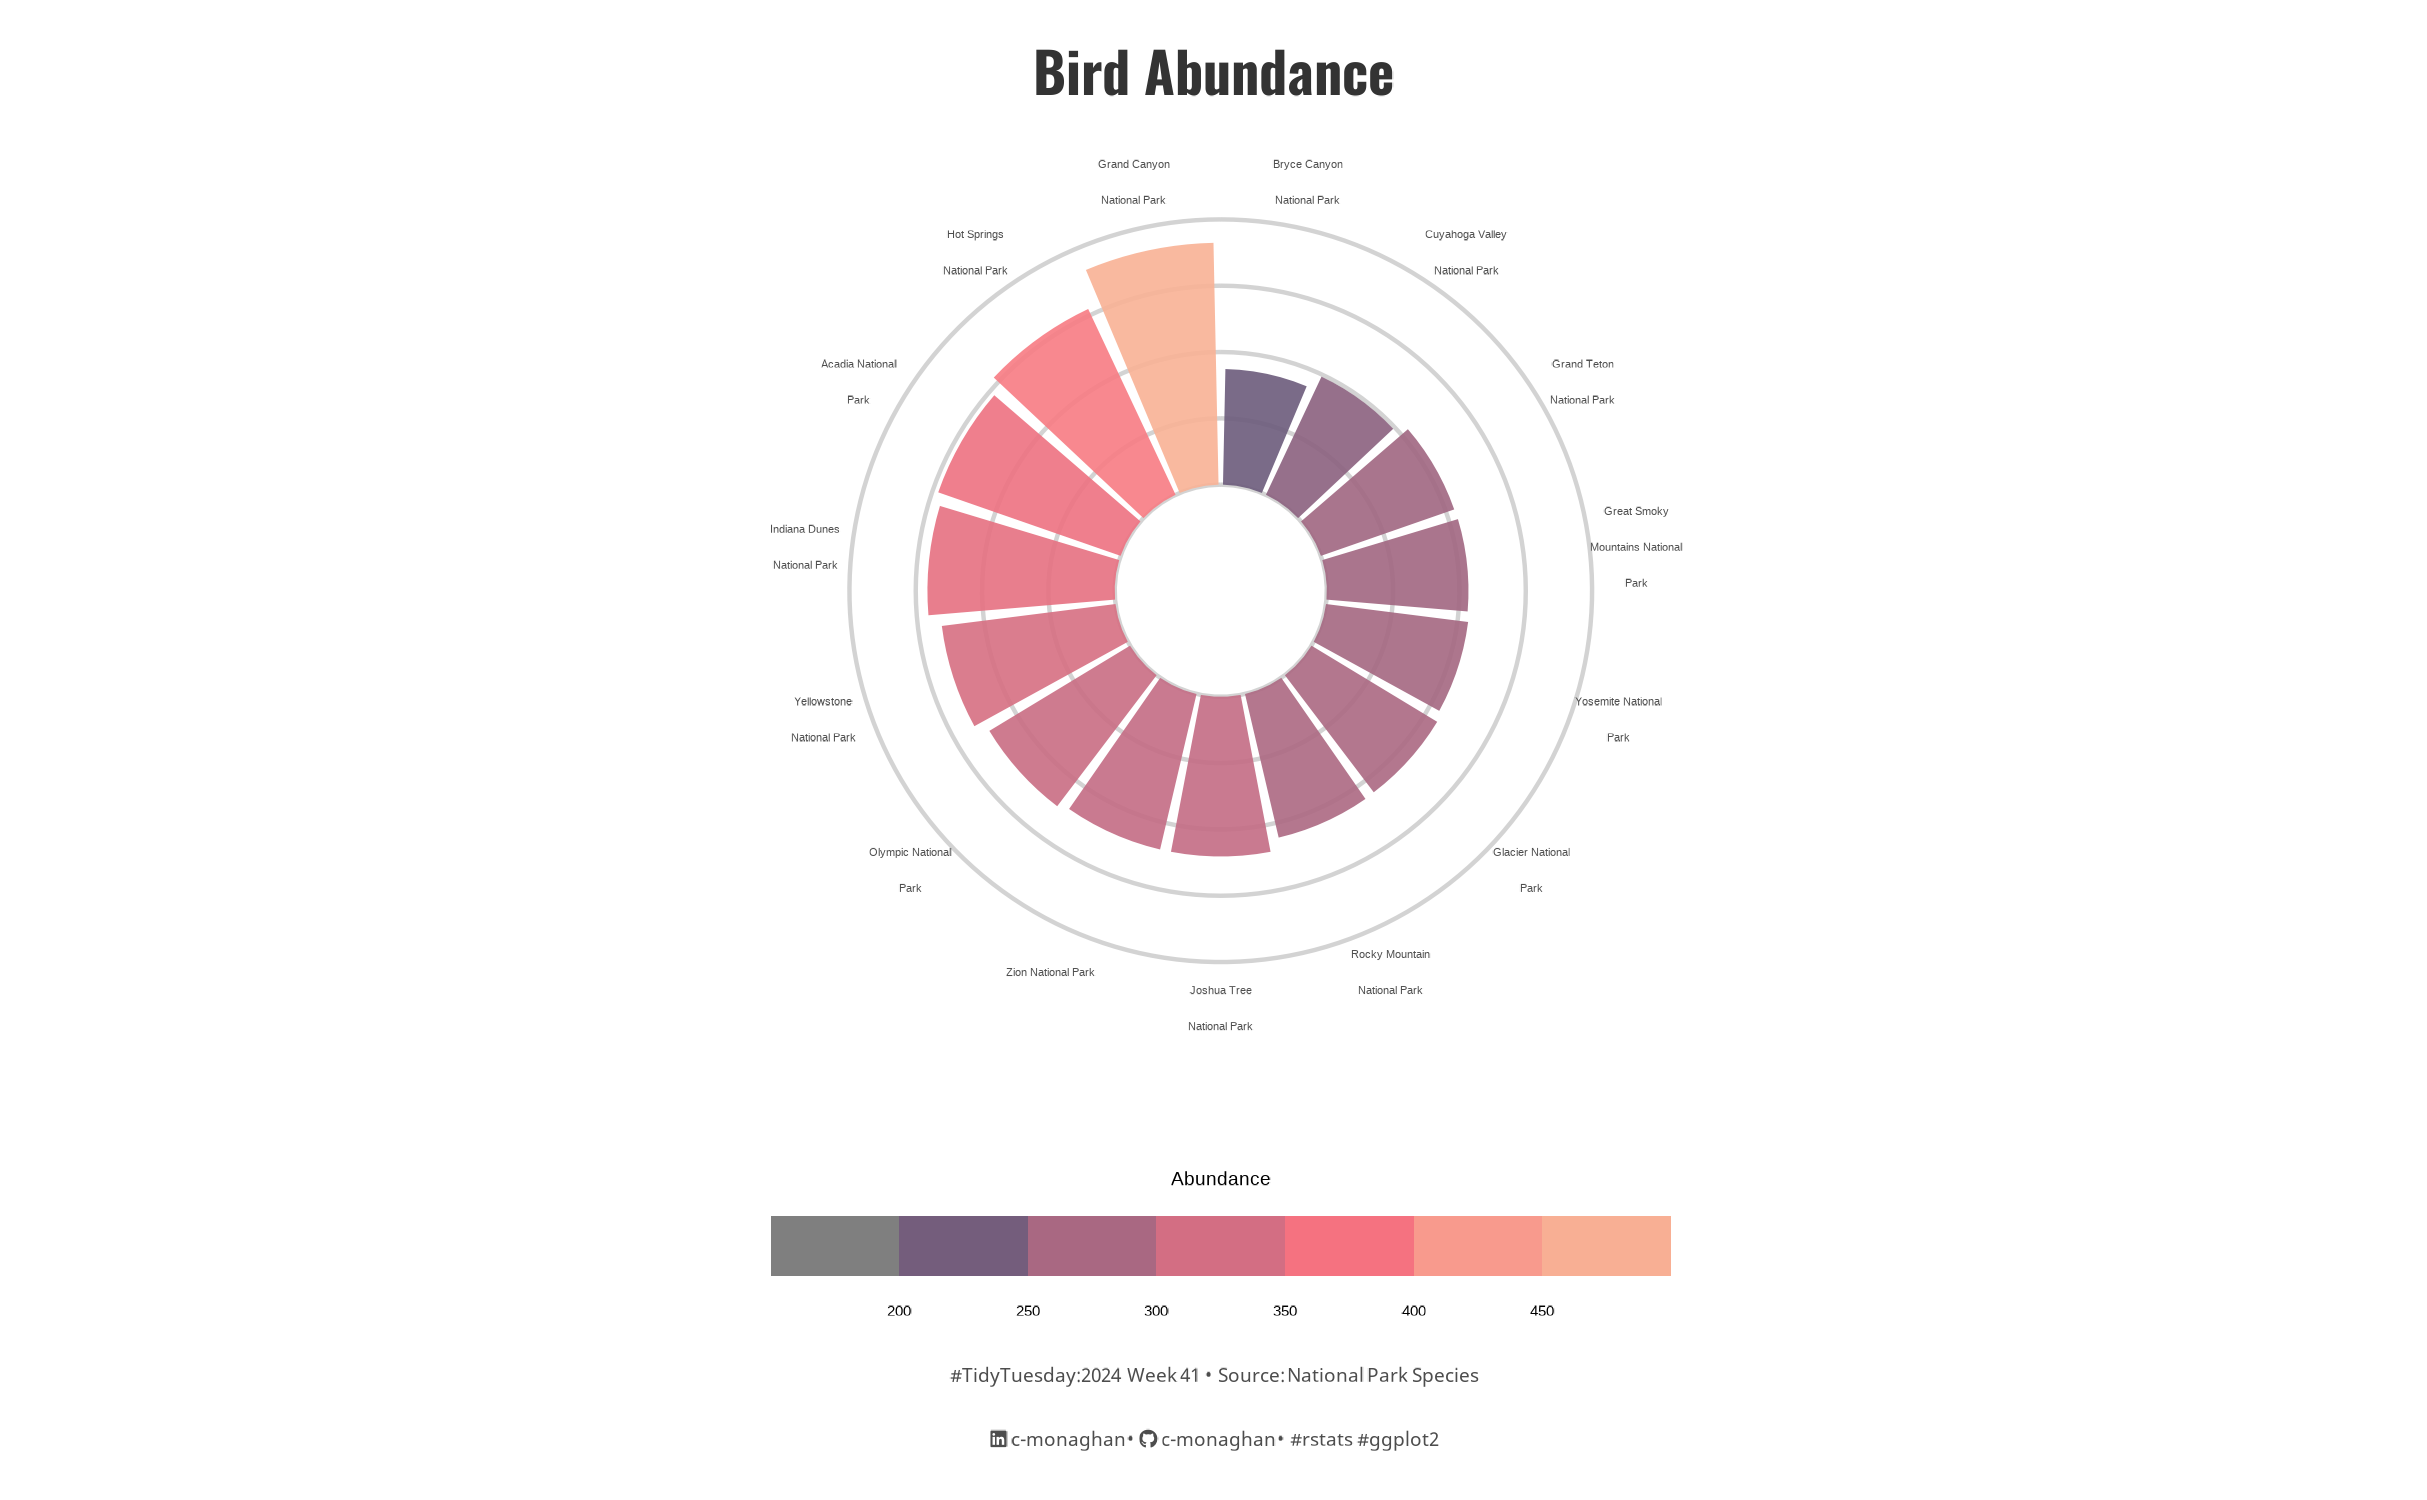 Bird Abundance
Grand Canyon
National Park
Bryce Canyon
National Park
Hot Springs
National Park
Cuyahoga Valley
National Park
Acadia National
Park
Grand Teton
National Park
Indiana Dunes
National Park
Great Smoky
Mountains National
Park
Yellowstone
National Park
Yosemite National
Park
Olympic National
Park
Glacier National
Park
Zion National Park
Rocky Mountain
National Park
Joshua Tree
National Park
Abundance
200 250 300 350 400 450
#TidyTuesday:2024 Week 41 • Source: National Park Species
c-monaghan • c-monaghan • #rstats #ggplot2